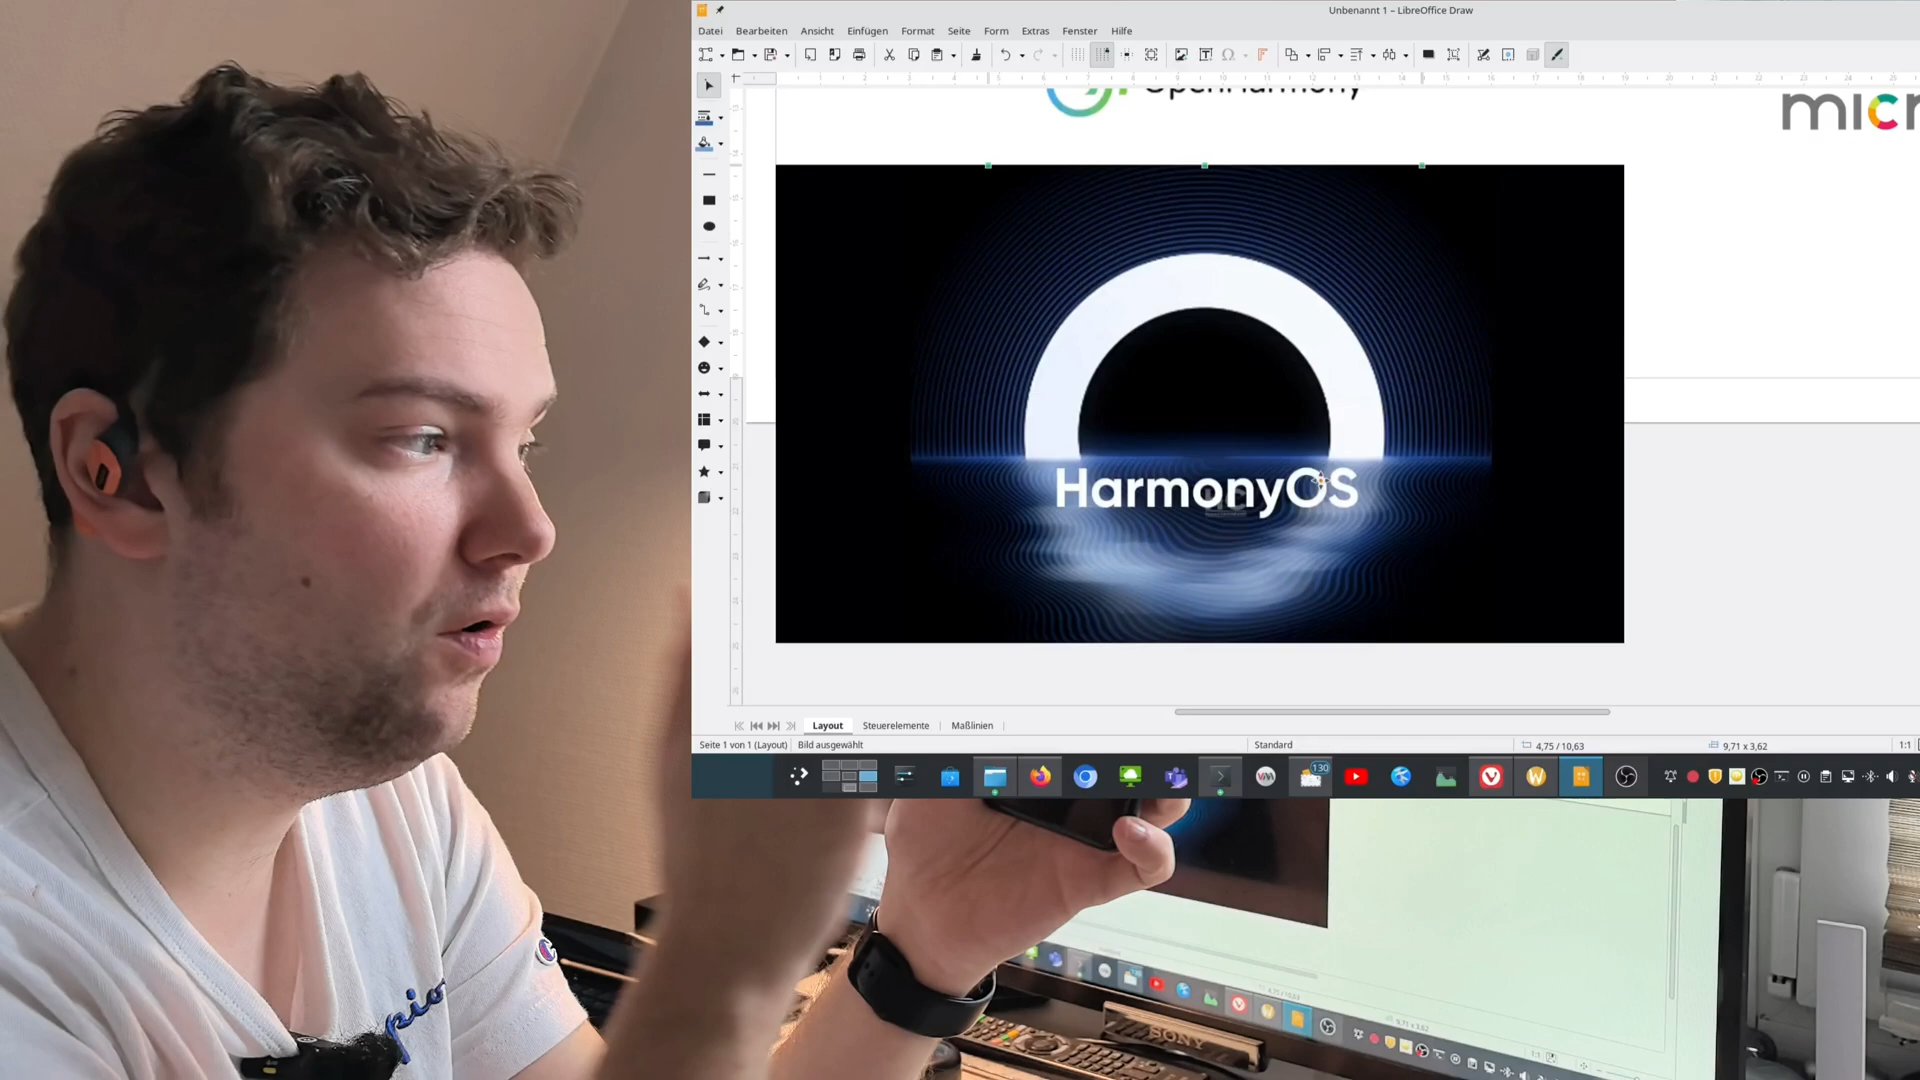 Unbenannt 1 – LibreOffice Draw
Datei Bearbeiten Ansicht Einfügen Format Seite Form Extras Fenster Hilfe
OpenHarmony
micr
HarmonyOS
Layout Steuerelemente Maßlinien
Seite 1 von 1 (Layout) Bild ausgewählt Standard 4,75 / 10,63 9,71 x 3,62 1:1
130
SONY